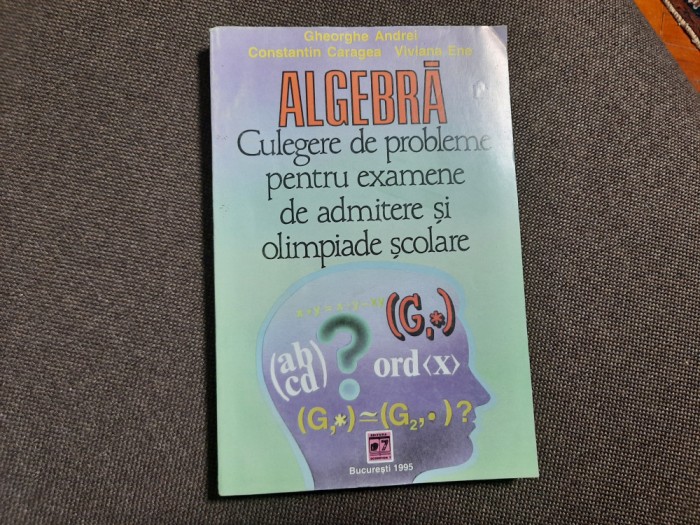 Gheorghe Andrei
Constantin Caragea Viviana Ene
ALGEBRĂ
Culegere de probleme
pentru examene
de admitere și
olimpiade școlare
(G,*)
(ab
cd)
?
ord ⟨x⟩
(G,*)≃(G₂,·)?
București 1995